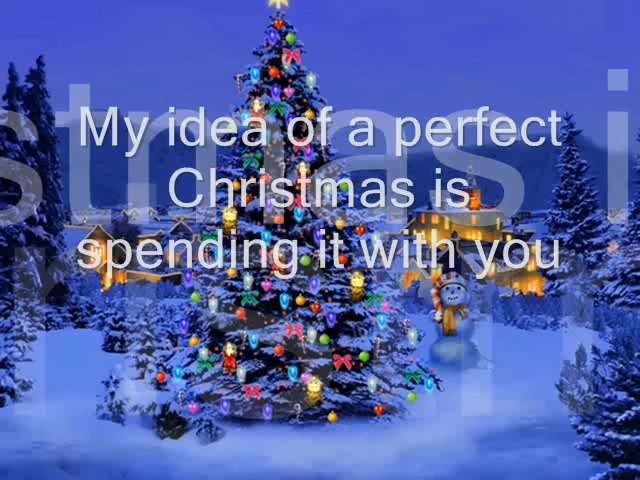 My idea of a perfect
Christmas is
spending it with you